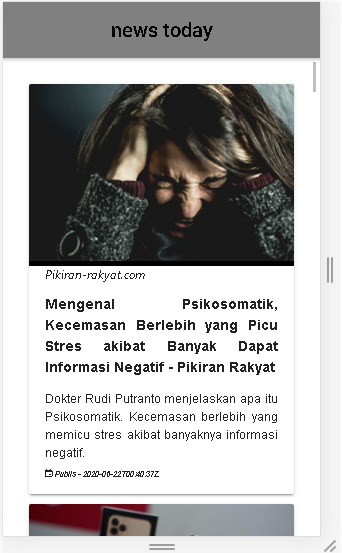 news today
Pikiran-rakyat.com
Mengenal Psikosomatik,
Kecemasan Berlebih yang Picu
Stres akibat Banyak Dapat
Informasi Negatif - Pikiran Rakyat
Dokter Rudi Putranto menjelaskan apa itu
Psikosomatik. Kecemasan berlebih yang
memicu stres akibat banyaknya informasi
negatif.
Publis - 2020-06-22T00:40:37Z